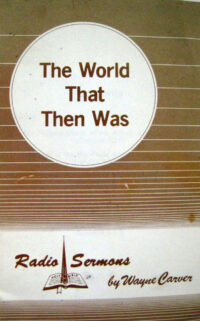 The World
That
Then Was
Radio Sermons
by Wayne Carver